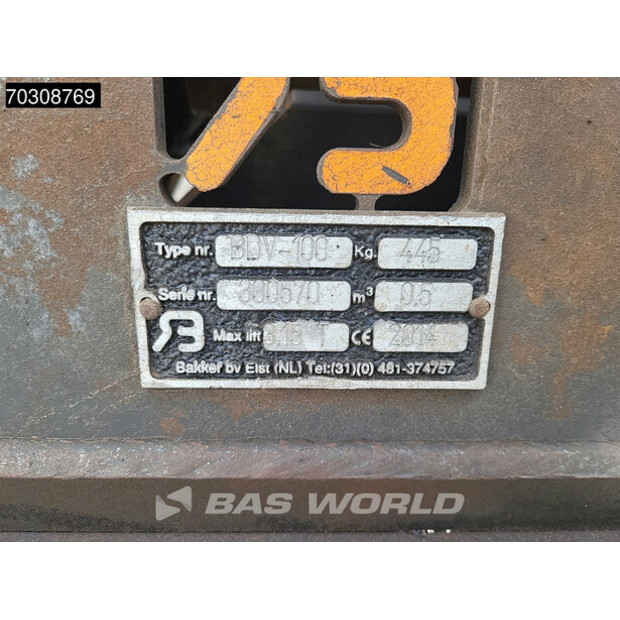 70308769
Type nr. BDV-100 Kg. 445
Serie nr. 300570 m³ 0.5
Max lift T CE 2014
Bakker bv Elst (NL) Tel:(31)(0) 481-374757
BAS WORLD